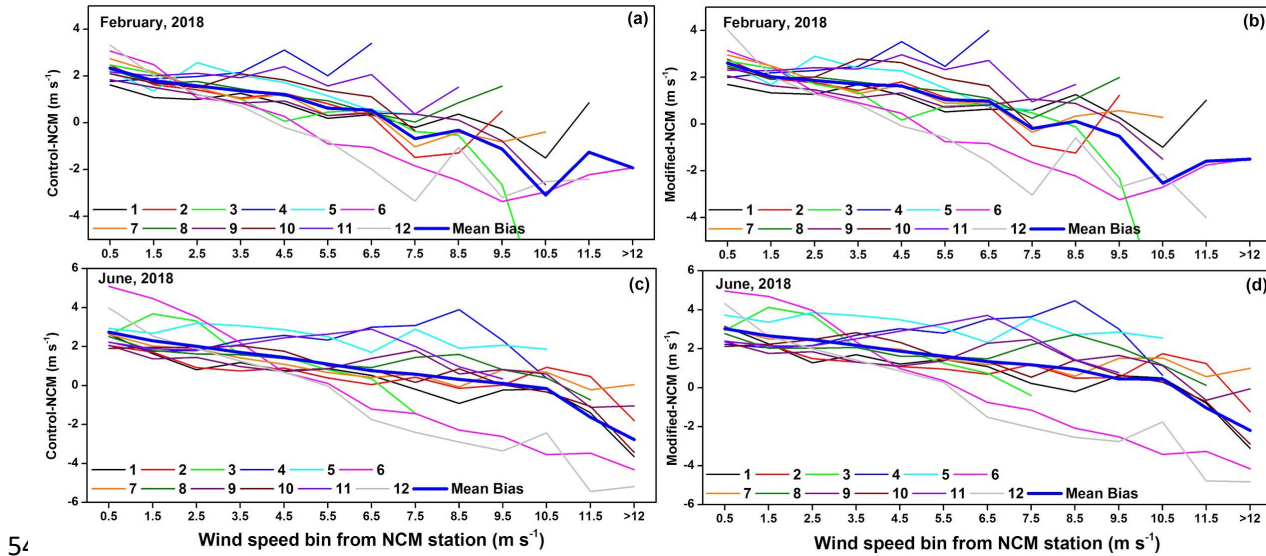 February, 2018 (a)
Control-NCM (m s⁻¹)
4
2
0
-2
-4
1 2 3 4 5 6
7 8 9 10 11 12 Mean Bias
0.5 1.5 2.5 3.5 4.5 5.5 6.5 7.5 8.5 9.5 10.5 11.5 >12
February, 2018 (b)
Modified-NCM (m s⁻¹)
4
2
0
-2
-4
1 2 3 4 5 6
7 8 9 10 11 12 Mean Bias
0.5 1.5 2.5 3.5 4.5 5.5 6.5 7.5 8.5 9.5 10.5 11.5 >12
June, 2018 (c)
Control-NCM (m s⁻¹)
6
4
2
0
-2
-4
-6
1 2 3 4 5 6
7 8 9 10 11 12 Mean Bias
0.5 1.5 2.5 3.5 4.5 5.5 6.5 7.5 8.5 9.5 10.5 11.5 >12
Wind speed bin from NCM station (m s⁻¹)
June, 2018 (d)
Modified-NCM (m s⁻¹)
6
4
2
0
-2
-4
-6
1 2 3 4 5 6
7 8 9 10 11 12 Mean Bias
0.5 1.5 2.5 3.5 4.5 5.5 6.5 7.5 8.5 9.5 10.5 11.5 >12
Wind speed bin from NCM station (m s⁻¹)